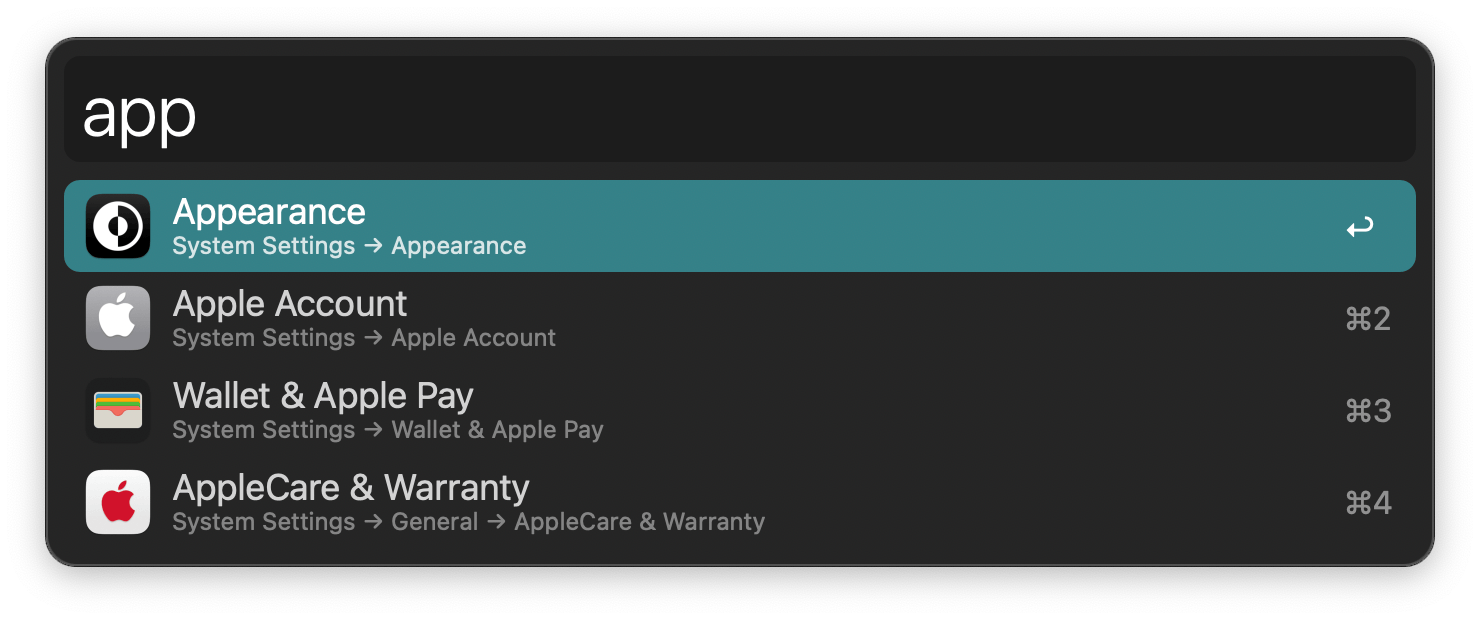 app
Appearance
System Settings → Appearance
↩
Apple Account
System Settings → Apple Account
⌘2
Wallet & Apple Pay
System Settings → Wallet & Apple Pay
⌘3
AppleCare & Warranty
System Settings → General → AppleCare & Warranty
⌘4